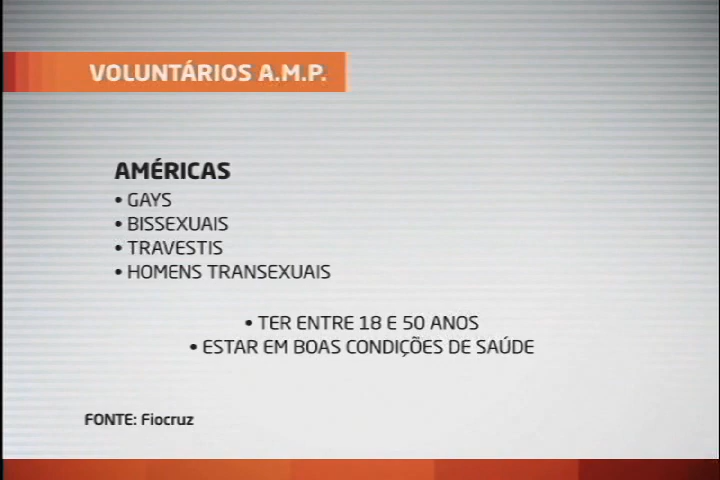 VOLUNTÁRIOS A.M.P.
AMÉRICAS
• GAYS
• BISSEXUAIS
• TRAVESTIS
• HOMENS TRANSEXUAIS
• TER ENTRE 18 E 50 ANOS
• ESTAR EM BOAS CONDIÇÕES DE SAÚDE
FONTE: Fiocruz